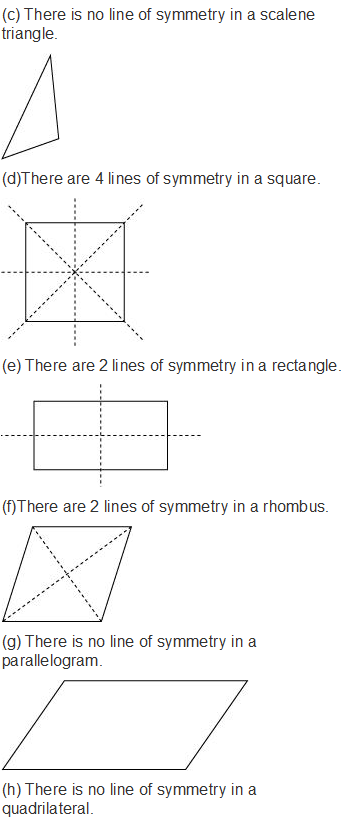 (c) There is no line of symmetry in a scalene
triangle.
(d)There are 4 lines of symmetry in a square.
(e) There are 2 lines of symmetry in a rectangle.
(f)There are 2 lines of symmetry in a rhombus.
(g) There is no line of symmetry in a
parallelogram.
(h) There is no line of symmetry in a
quadrilateral.